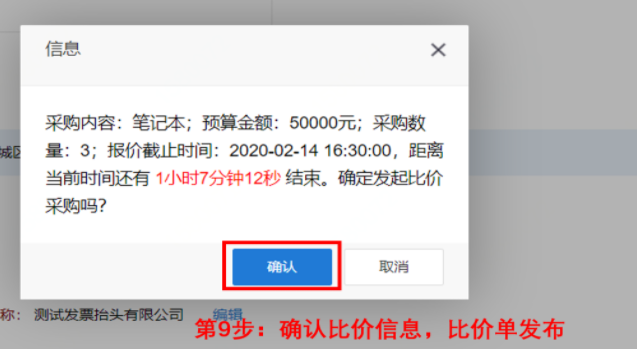 信息
采购内容：笔记本；预算金额：50000元；采购数
量：3；报价截止时间：2020-02-14 16:30:00，距离
当前时间还有 1小时7分钟12秒 结束。确定发起比价
采购吗？
城区
确认 取消
称： 测试发票抬头有限公司 编辑
第9步：确认比价信息，比价单发布